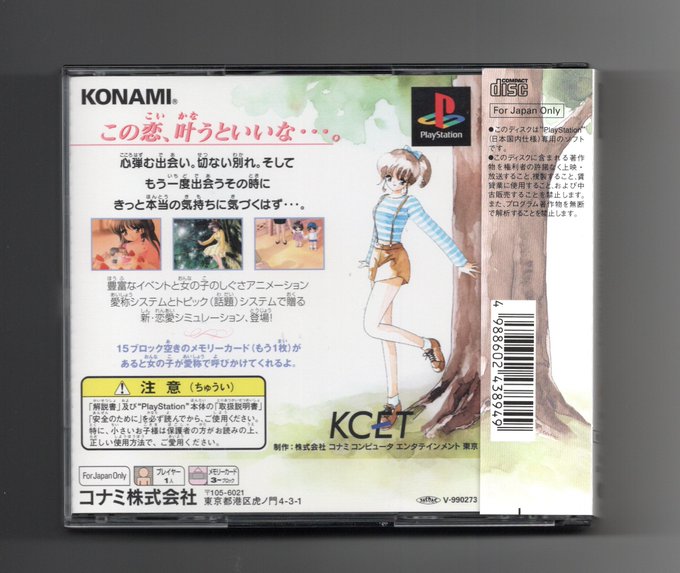 KONAMI®
この恋、叶うといいな・・・。
心弾む出会い。切ない別れ。そして
もう一度出会うその時に
きっと本当の気持ちに気づくはず・・・。
豊富なイベントと女の子のしぐさアニメーション
愛称システムとトピック(話題)システムで贈る
新・恋愛シミュレーション、登場!
15ブロック空きのメモリーカード(もう1枚)が
あると女の子が愛称で呼びかけてくれるよ。
注意(ちゅうい)
「解説書」及び"PlayStation"本体の「取扱説明書」
「安全のために」を必ず読んでから、ご使用ください。
特に、小さいお子様は保護者の方がお読みの上、
正しい使用方法で、ご愛用ください。
For Japan Only
プレイヤー
1人
メモリーカード
3~ブロック
コナミ株式会社
〒105-6021
東京都港区虎ノ門4-3-1
PlayStation
KCET
制作:株式会社 コナミコンピュータ エンタテインメント 東京
V-990273
COMPACT
disc
For Japan Only
●このディスクは"PlayStation"
(日本国内仕様)専用のソフト
です。
●このディスクに含まれる著作
物を権利者の許諾なく上映・
放送すること、複製すること、賃
貸業に使用すること、および中
古販売することを禁止します。
また、プログラム著作物を無断
で解析することを禁止します。
4988602438949